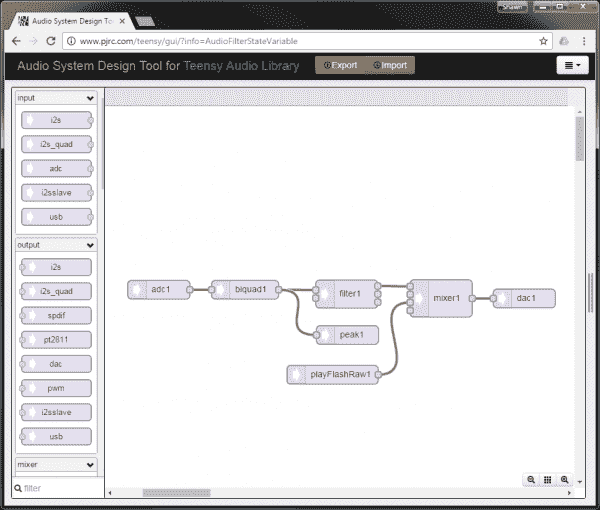 Shawn
Audio System Design To
www.pjrc.com/teensy/gui/?info=AudioFilterStateVariable
Audio System Design Tool for Teensy Audio Library
Export
Import
input
i2s
i2s_quad
adc
i2sslave
usb
output
i2s
i2s_quad
spdif
pt2811
dac
pwm
i2sslave
usb
mixer
filter
adc1
biquad1
filter1
mixer1
dac1
peak1
playFlashRaw1